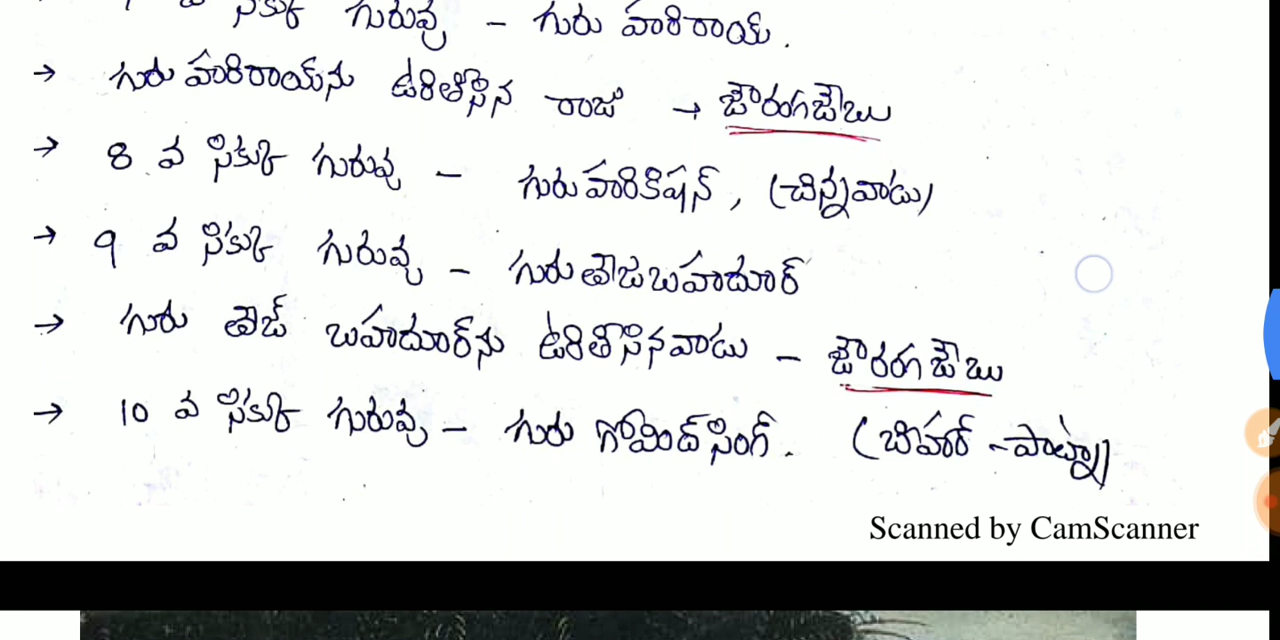 సిక్కు గురువు - గురు హరిరాయ్.
→ గురు హరిరాయ్‌ను ఉరితీసిన రాజు → ఔరంగజేబు
→ 8 వ సిక్కు గురువు - గురు హరికిషన్, (చిన్నవాడు)
→ 9 వ సిక్కు గురువు - గురు తేజబహదూర్
→ గురు తేజ్ బహదూర్‌ను ఉరితీసినవాడు - ఔరంగజేబు
→ 10 వ సిక్కు గురువు - గురు గోవింద్ సింగ్. (బీహార్ - పాట్నా)
Scanned by CamScanner